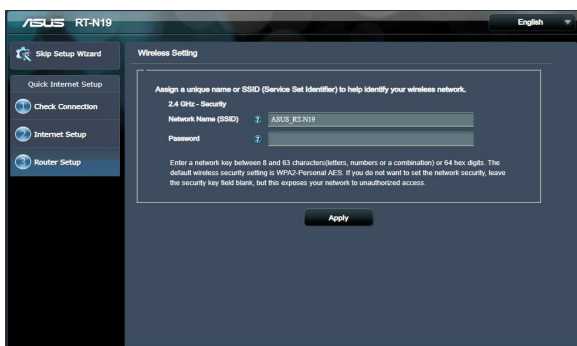 ASUS RT-N19
English
Skip Setup Wizard
Quick Internet Setup
1 Check Connection
2 Internet Setup
3 Router Setup
Wireless Setting
Assign a unique name or SSID (Service Set Identifier) to help identify your wireless network.
2.4 GHz - Security
Network Name (SSID) ? ASUS_RT-N19
Password ?
Enter a network key between 8 and 63 characters(letters, numbers or a combination) or 64 hex digits. The
default wireless security setting is WPA2-Personal AES. If you do not want to set the network security, leave
the security key field blank, but this exposes your network to unauthorized access.
Apply